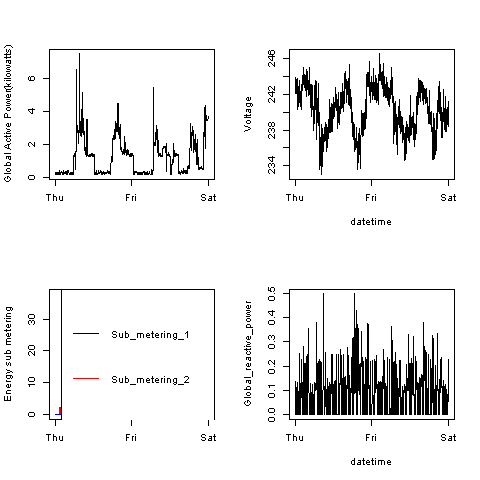 Global Active Power(kilowatts)
0 2 4 6
Thu Fri Sat
Voltage
234 238 242 246
Thu Fri Sat
datetime
Energy sub metering
0 10 20 30
Sub_metering_1
Sub_metering_2
Thu Fri Sat
Global_reactive_power
0.0 0.1 0.2 0.3 0.4 0.5
Thu Fri Sat
datetime